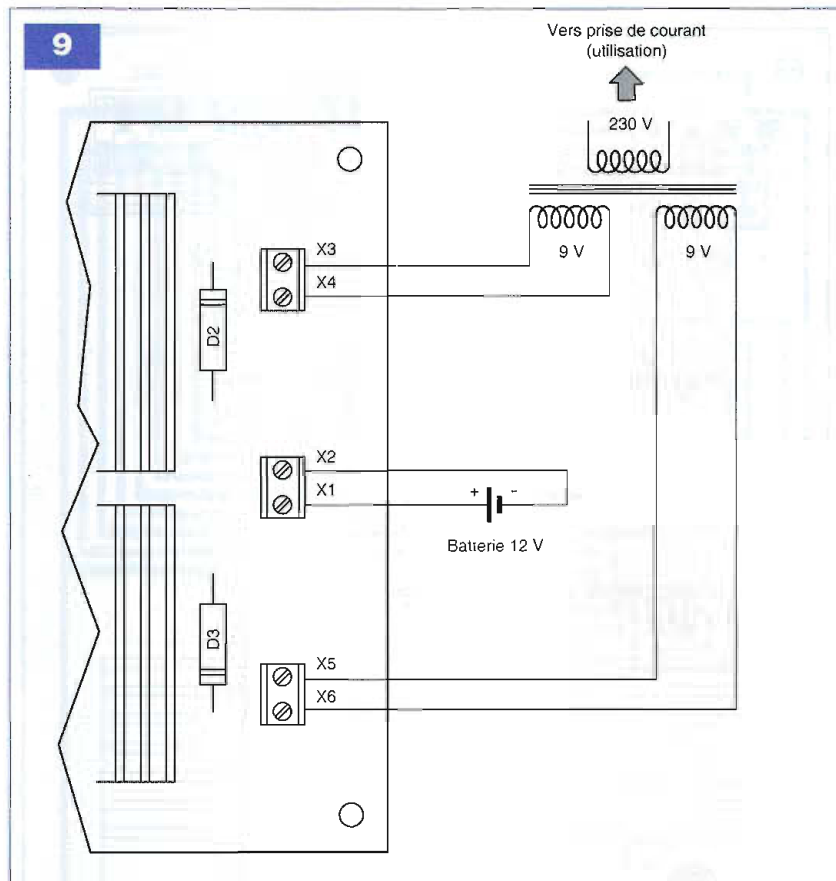 9
Vers prise de courant
(utilisation)
230 V
9 V
9 V
X3
X4
D2
X2
X1
+
-
Batterie 12 V
D3
X5
X6